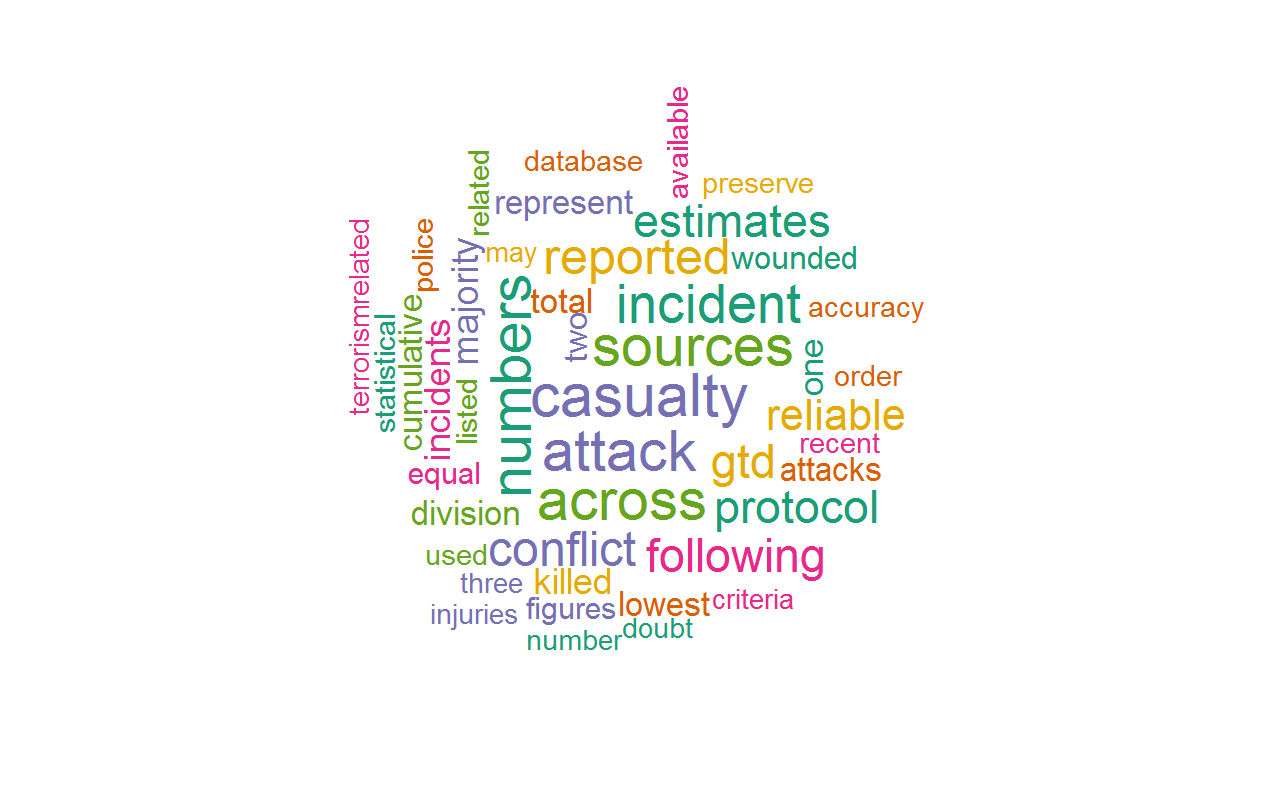 available
database
preserve
related
represent
estimates
terrorismrelated
police
majority
may
reported
wounded
numbers
total
incident
accuracy
statistical
cumulative
incidents
listed
two
sources
one
order
casualty
reliable
recent
attack
gtd
attacks
equal
across
protocol
division
used
conflict
following
three
killed
injuries
figures
lowest
criteria
number
doubt